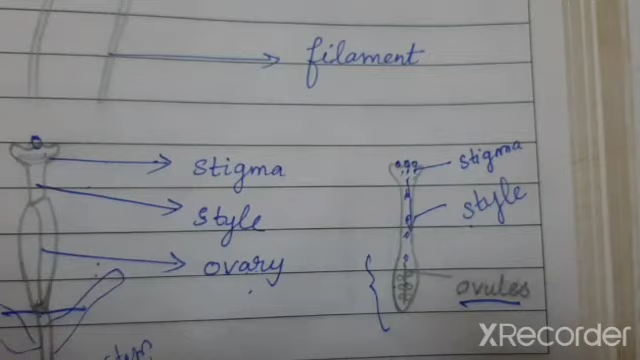 filament
stigma
style
ovary
stigma
style
ovules
XRecorder